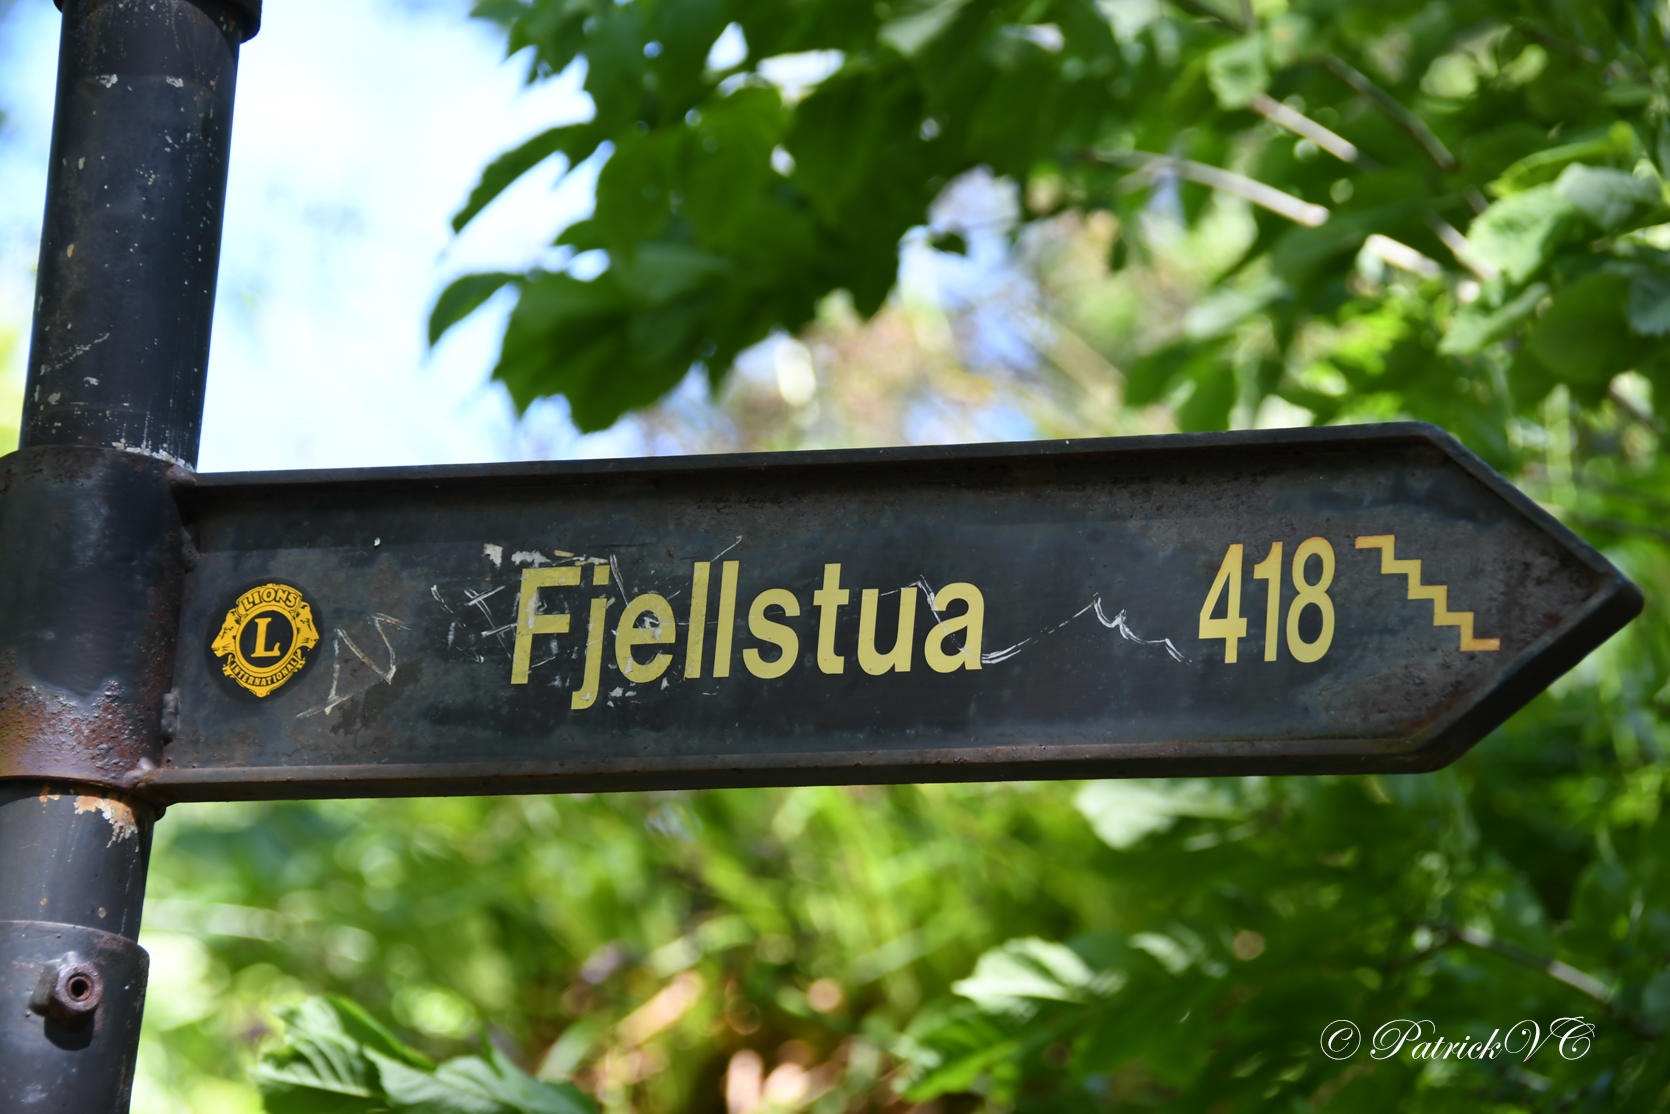 LIONS
L
INTERNATIONAL
Fjellstua 418
© PatrickVC